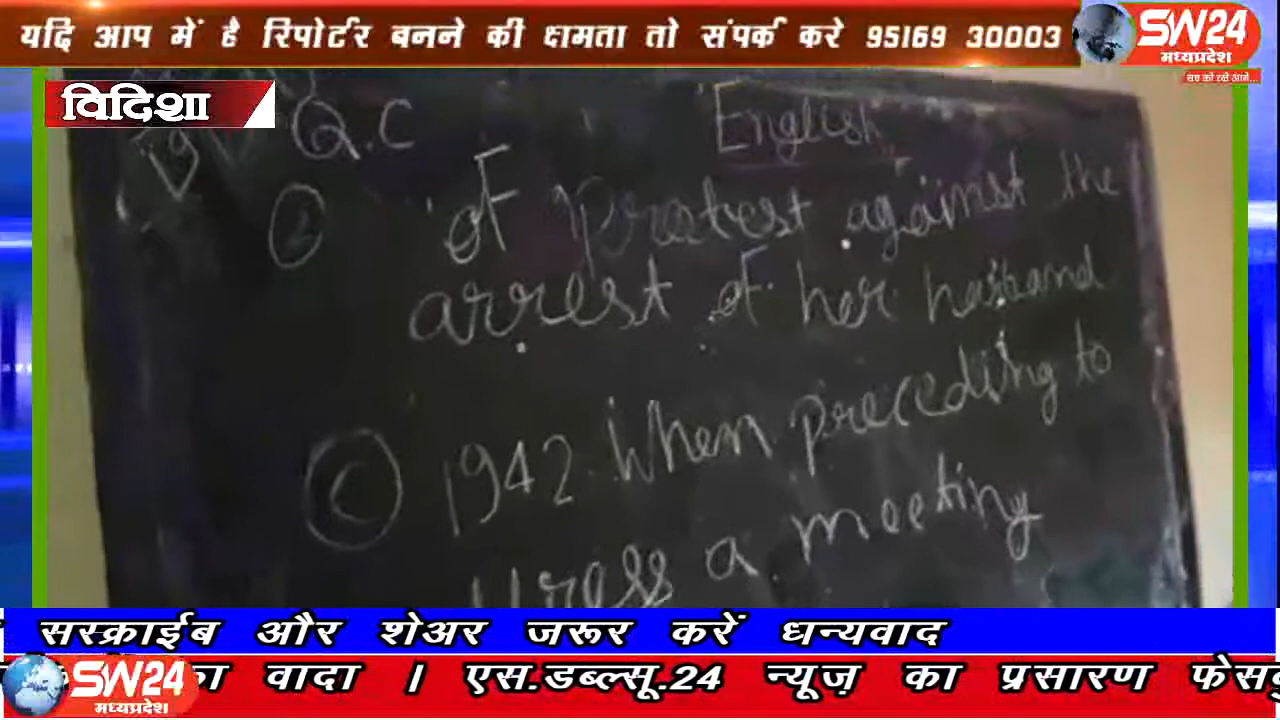 यदि आप में है रिपोर्टर बनने की क्षमता तो संपर्क करे 95169 30003
SW24
मध्यप्रदेश
विदिशा
Q.C
English
2 of protest against the
arrest of her husband
C 1942 When preceding to
a meeting
सस्क्राईब और शेअर जरूर करें धन्यवाद
SW24
मध्यप्रदेश
का वादा । एस.डब्ल्सू.24 न्यूज़ का प्रसारण